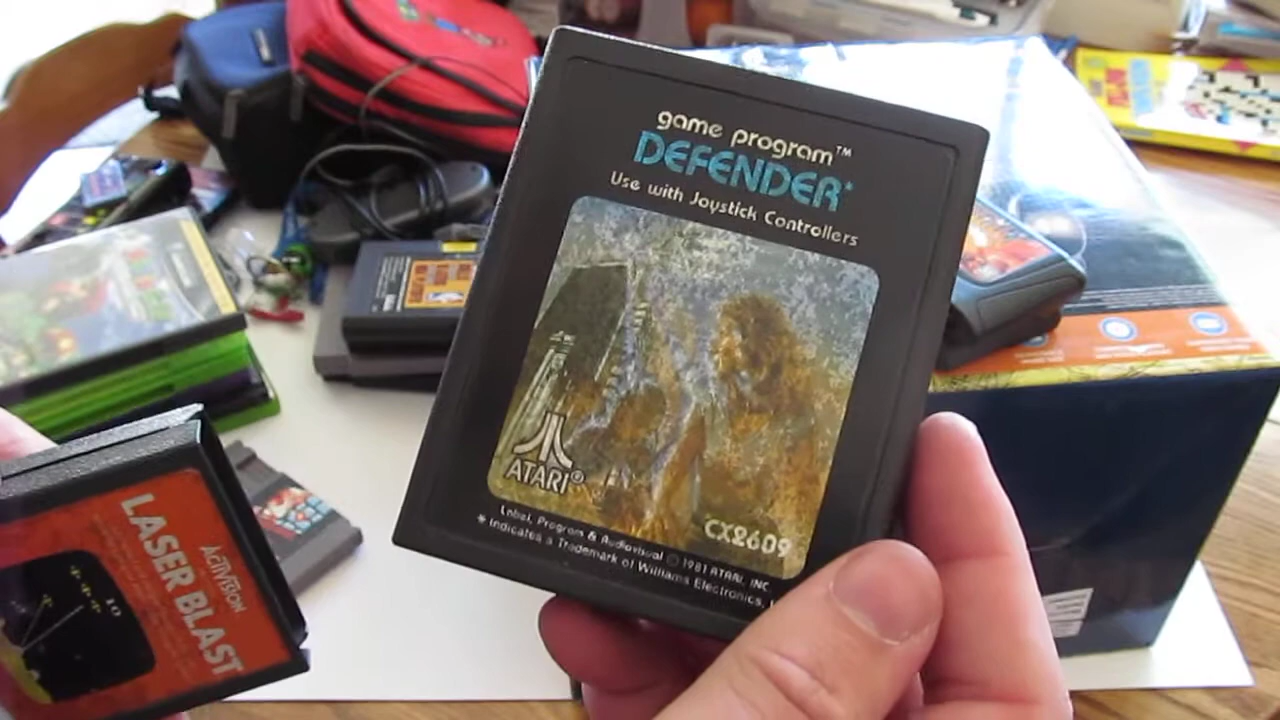 game program™
DEFENDER*
Use with Joystick Controllers
ATARI®
CX2609
Label, Program & Audiovisual © 1981 ATARI, INC.
* Indicates a Trademark of Williams Electronics, I
ACTIVISION
LASER BLAST
10